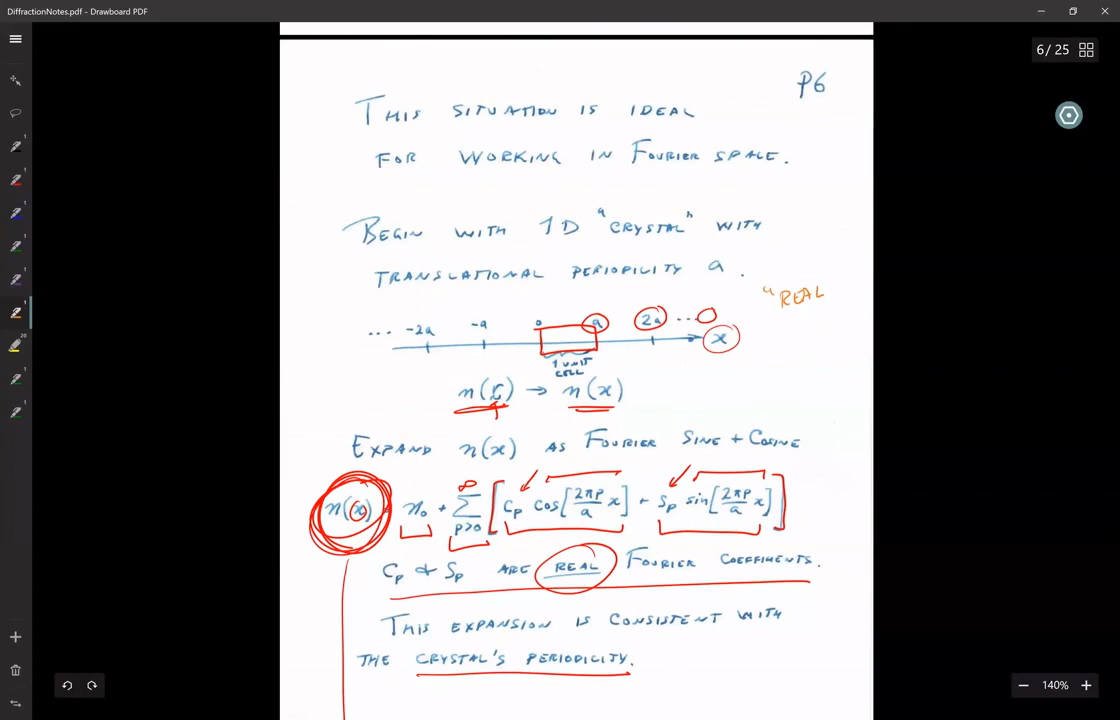 DiffractionNotes.pdf - Drawboard PDF
6/25
P6
THIS SITUATION IS IDEAL
FOR WORKING IN FOURIER SPACE.
BEGIN WITH 1D "CRYSTAL" WITH
TRANSLATIONAL PERIODILITY a.
"REAL
... -2a -a 0 a 2a ...
x
1 UNIT
CELL
n(r) → n(x)
EXPAND n(x) AS FOURIER SINE + COSINE
n(x) = n₀ + ∑_{p>0}^{∞} [Cp cos[2πp/a x] + Sp sin[2πp/a x]]
Cp & Sp ARE REAL FOURIER COEFFIENTS.
THIS EXPANSION IS CONSISTENT WITH
THE CRYSTAL'S PERIODICITY.
140%